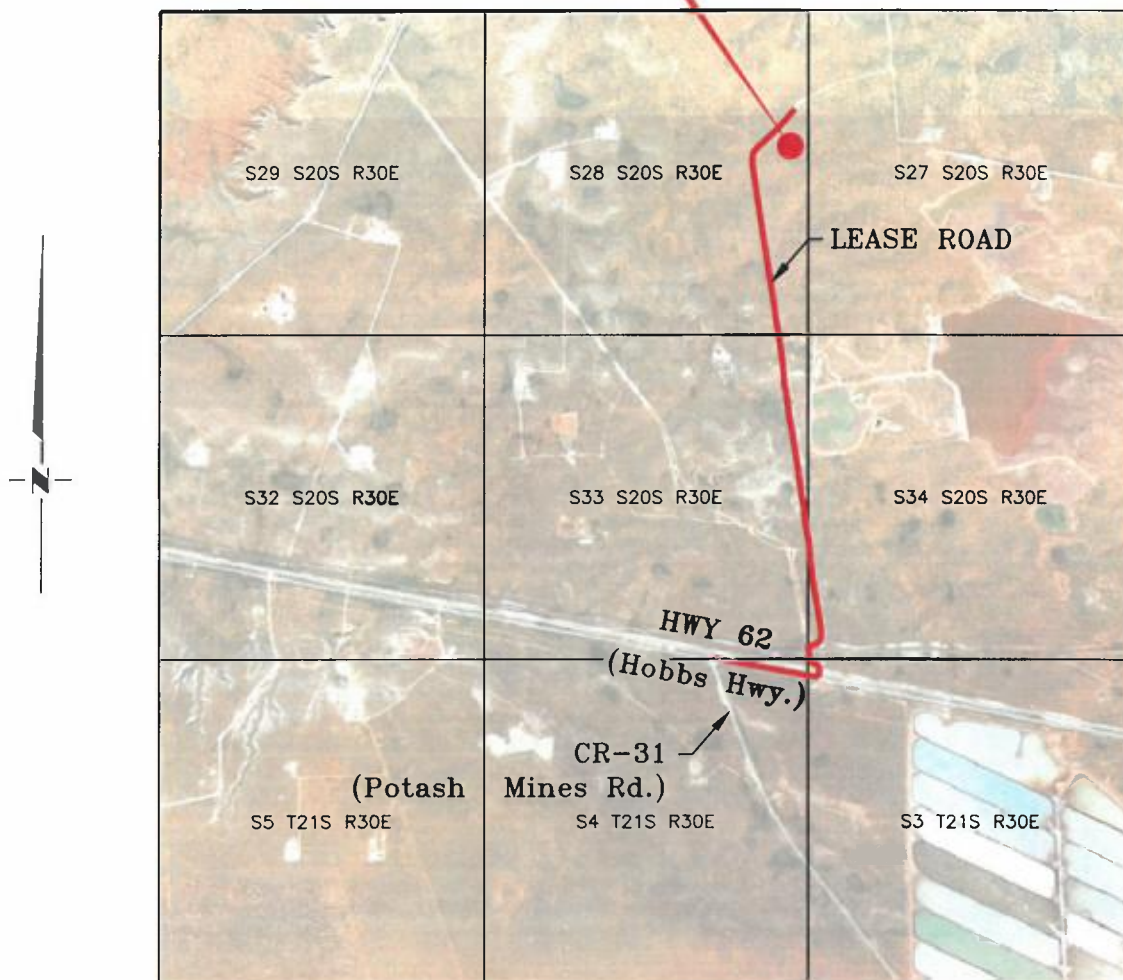 S29 S20S R30E
S28 S20S R30E
S27 S20S R30E
LEASE ROAD
N
S32 S20S R30E
S33 S20S R30E
S34 S20S R30E
HWY 62
(Hobbs Hwy.)
CR-31
(Potash Mines Rd.)
S5 T21S R30E
S4 T21S R30E
S3 T21S R30E